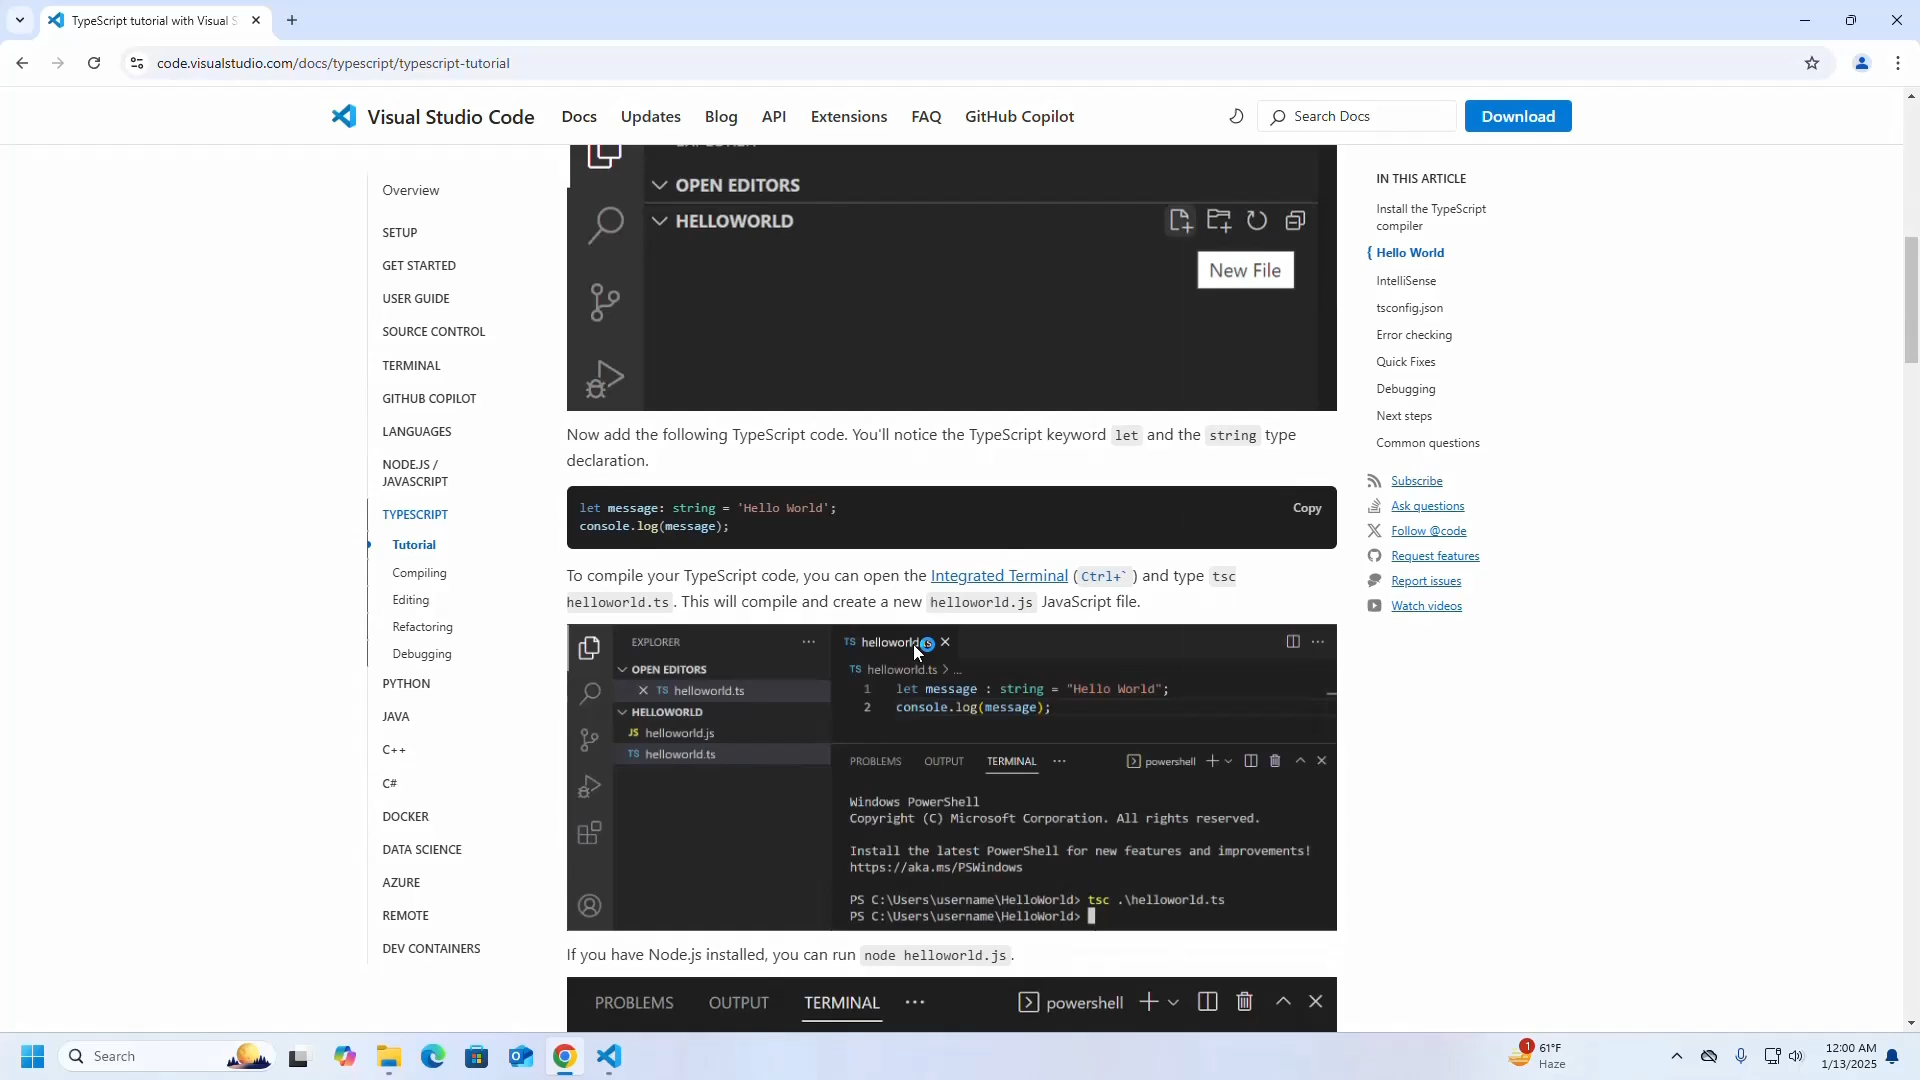 TypeScript tutorial with Visual S
code.visualstudio.com/docs/typescript/typescript-tutorial
Visual Studio Code
Docs
Updates
Blog
API
Extensions
FAQ
GitHub Copilot
Search Docs
Download
Overview
SETUP
GET STARTED
USER GUIDE
SOURCE CONTROL
TERMINAL
GITHUB COPILOT
LANGUAGES
NODE.JS /
JAVASCRIPT
TYPESCRIPT
Tutorial
Compiling
Editing
Refactoring
Debugging
PYTHON
JAVA
C++
C#
DOCKER
DATA SCIENCE
AZURE
REMOTE
DEV CONTAINERS
OPEN EDITORS
HELLOWORLD
New File
Now add the following TypeScript code. You'll notice the TypeScript keyword let and the string type
declaration.
let message: string = 'Hello World';
console.log(message);
Copy
To compile your TypeScript code, you can open the Integrated Terminal (Ctrl+`) and type tsc
helloworld.ts. This will compile and create a new helloworld.js JavaScript file.
EXPLORER
OPEN EDITORS
TS helloworld.ts
HELLOWORLD
JS helloworld.js
TS helloworld.ts
TS helloworld
TS helloworld.ts > ...
1 let message : string = "Hello World";
2 console.log(message);
PROBLEMS OUTPUT TERMINAL ··· powershell
Windows PowerShell
Copyright (C) Microsoft Corporation. All rights reserved.
Install the latest PowerShell for new features and improvements!
https://aka.ms/PSWindows
PS C:\Users\username\HelloWorld> tsc .\helloworld.ts
PS C:\Users\username\HelloWorld>
If you have Node.js installed, you can run node helloworld.js.
PROBLEMS OUTPUT TERMINAL ··· powershell
IN THIS ARTICLE
Install the TypeScript
compiler
Hello World
IntelliSense
tsconfig.json
Error checking
Quick Fixes
Debugging
Next steps
Common questions
Subscribe
Ask questions
Follow @code
Request features
Report issues
Watch videos
Search
1
61°F
Haze
12:00 AM
1/13/2025